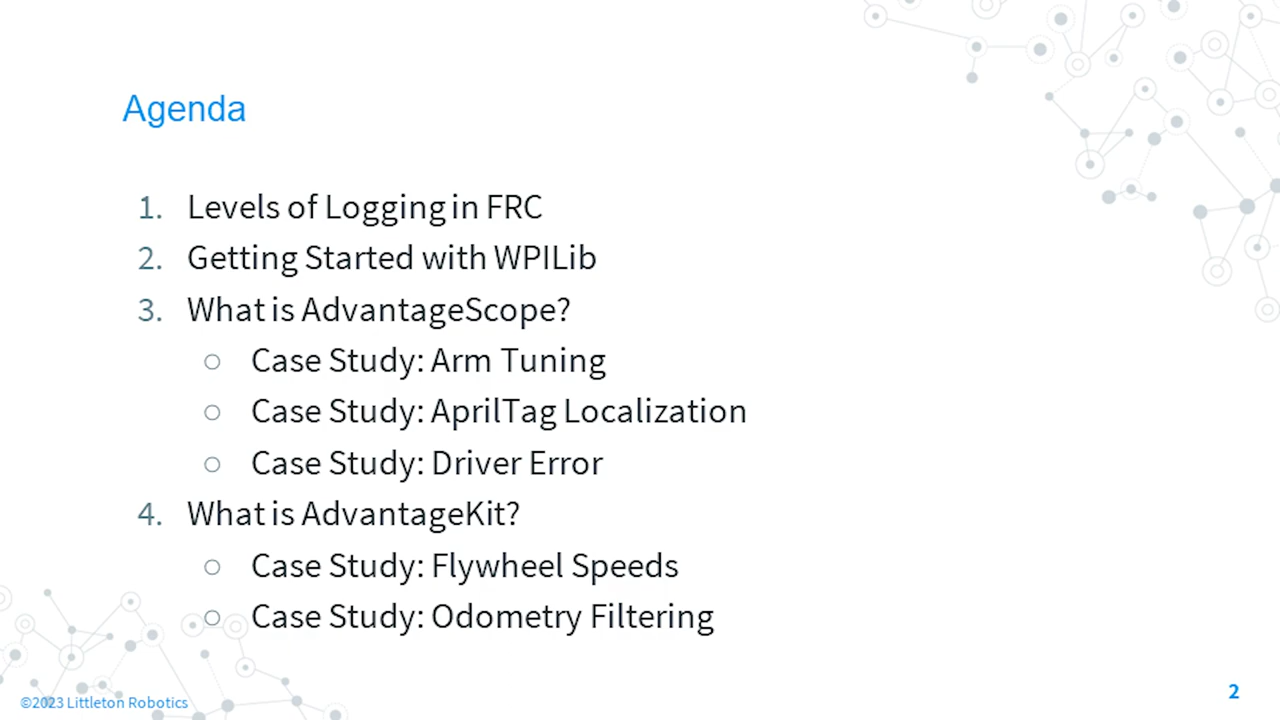 Agenda
1. Levels of Logging in FRC
2. Getting Started with WPILib
3. What is AdvantageScope?
○ Case Study: Arm Tuning
○ Case Study: AprilTag Localization
○ Case Study: Driver Error
4. What is AdvantageKit?
○ Case Study: Flywheel Speeds
○ Case Study: Odometry Filtering
©2023 Littleton Robotics
2